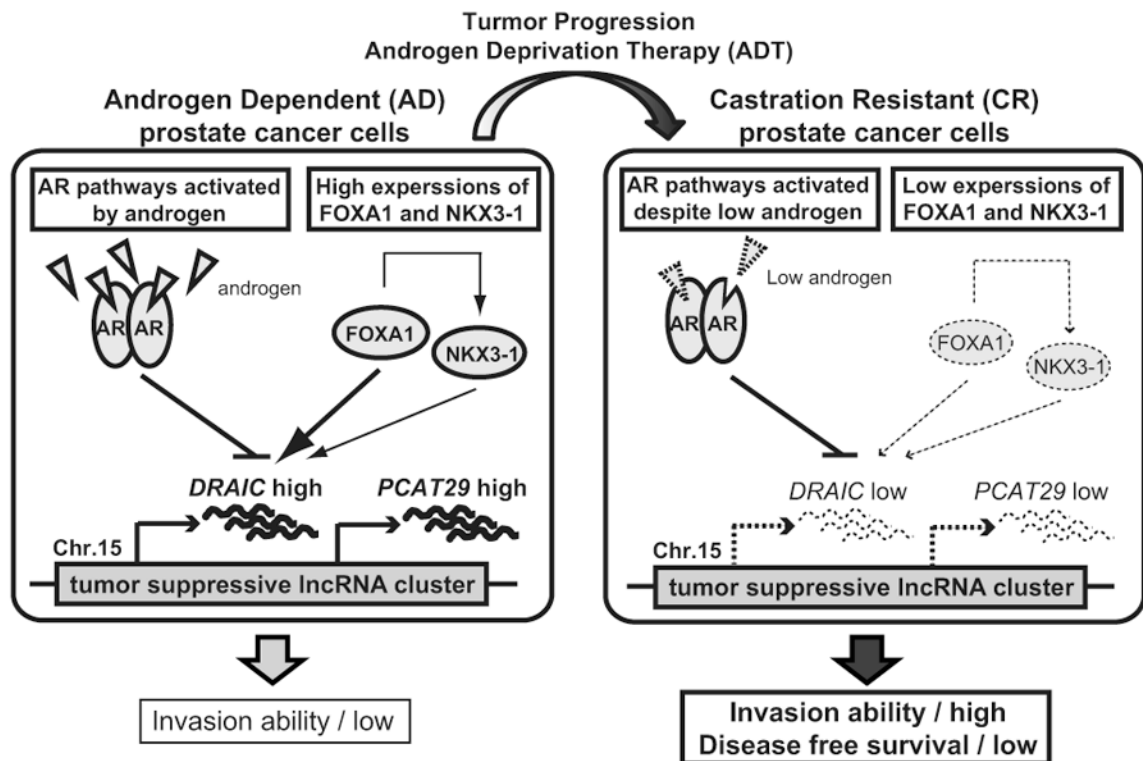 Turmor Progression
Androgen Deprivation Therapy (ADT)
Androgen Dependent (AD)
prostate cancer cells
AR pathways activated
by androgen
High experssions of
FOXA1 and NKX3-1
androgen
AR AR
FOXA1
NKX3-1
DRAIC high
PCAT29 high
Chr.15
tumor suppressive lncRNA cluster
Invasion ability / low
Castration Resistant (CR)
prostate cancer cells
AR pathways activated
despite low androgen
Low experssions of
FOXA1 and NKX3-1
Low androgen
AR AR
FOXA1
NKX3-1
DRAIC low
PCAT29 low
Chr.15
tumor suppressive lncRNA cluster
Invasion ability / high
Disease free survival / low